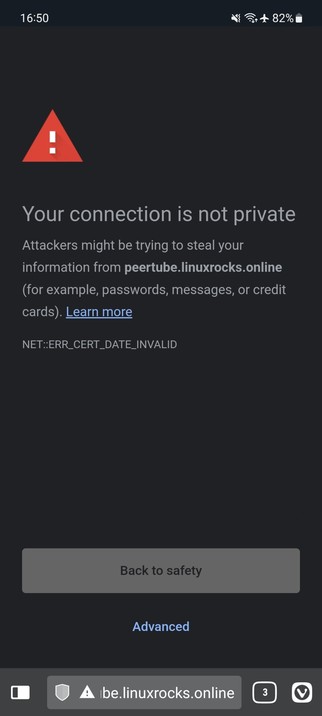 16:50
82%
Your connection is not private
Attackers might be trying to steal your
information from peertube.linuxrocks.online
(for example, passwords, messages, or credit
cards). Learn more
NET::ERR_CERT_DATE_INVALID
Back to safety
Advanced
be.linuxrocks.online
3